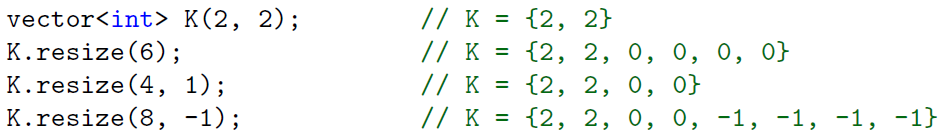 vector<int> K(2, 2);        // K = {2, 2}
K.resize(6);                // K = {2, 2, 0, 0, 0, 0}
K.resize(4, 1);             // K = {2, 2, 0, 0}
K.resize(8, -1);            // K = {2, 2, 0, 0, -1, -1, -1, -1}